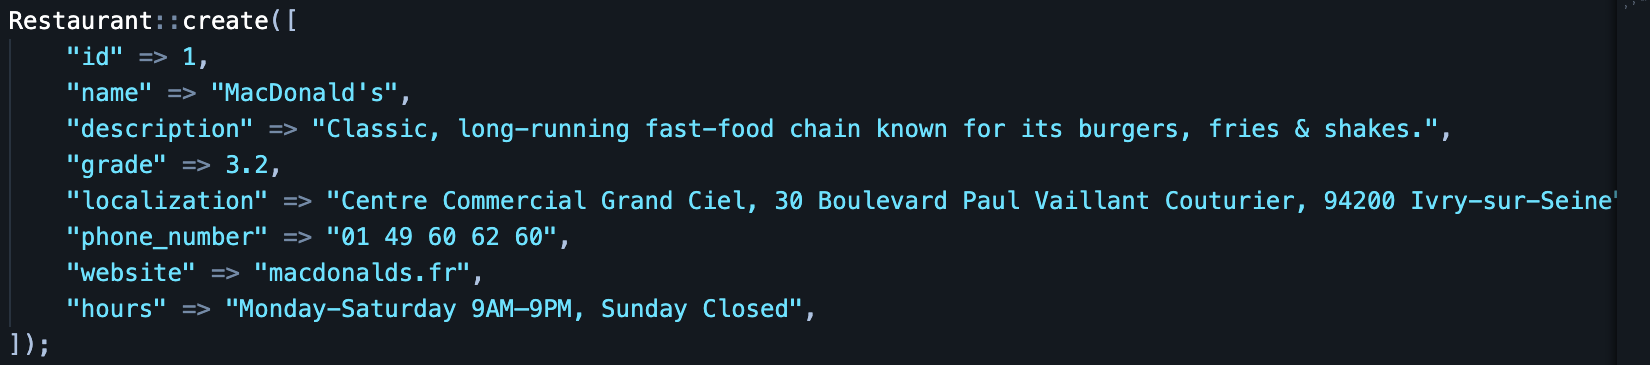 Restaurant::create([
    "id" => 1,
    "name" => "MacDonald's",
    "description" => "Classic, long-running fast-food chain known for its burgers, fries & shakes.",
    "grade" => 3.2,
    "localization" => "Centre Commercial Grand Ciel, 30 Boulevard Paul Vaillant Couturier, 94200 Ivry-sur-Seine"
    "phone_number" => "01 49 60 62 60",
    "website" => "macdonalds.fr",
    "hours" => "Monday-Saturday 9AM–9PM, Sunday Closed",
]);